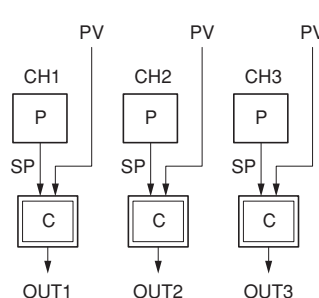 PV PV PV
CH1 CH2 CH3
P P P
SP SP SP
C C C
OUT1 OUT2 OUT3